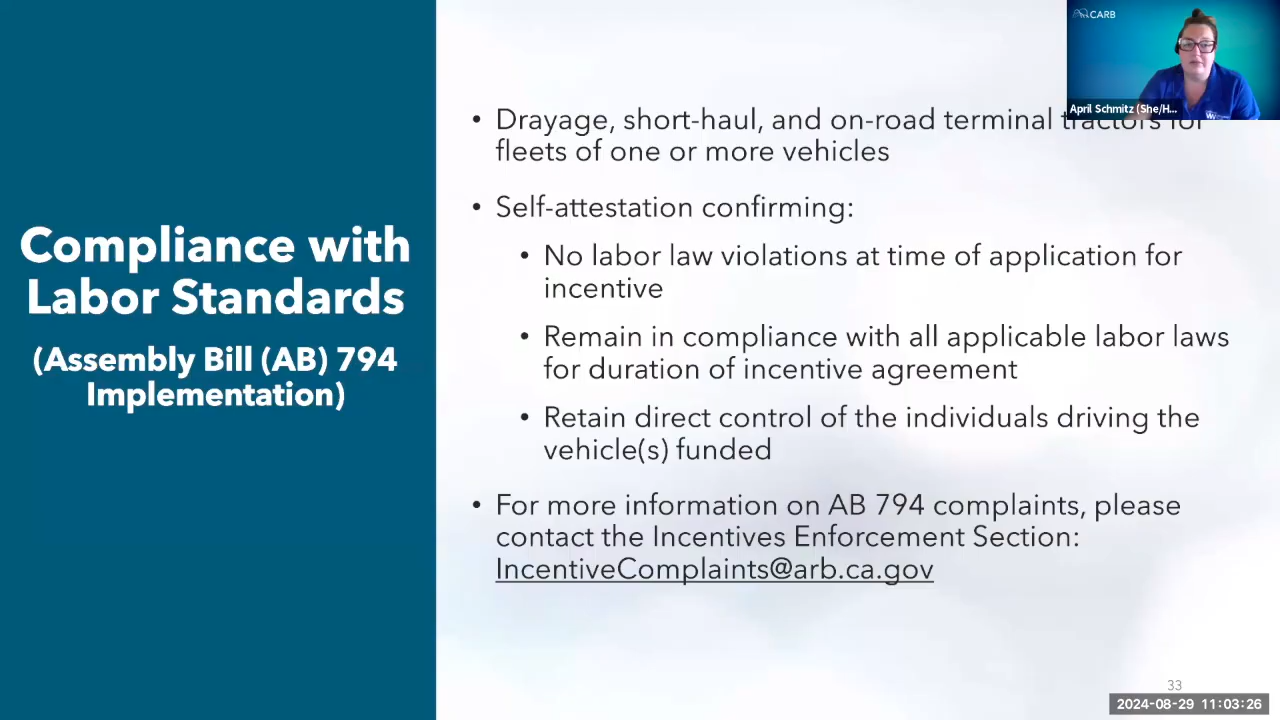 CARB
April Schmitz (She/H...
Compliance with
Labor Standards
(Assembly Bill (AB) 794
Implementation)
• Drayage, short-haul, and on-road terminal tractors for
fleets of one or more vehicles
• Self-attestation confirming:
• No labor law violations at time of application for
incentive
• Remain in compliance with all applicable labor laws
for duration of incentive agreement
• Retain direct control of the individuals driving the
vehicle(s) funded
• For more information on AB 794 complaints, please
contact the Incentives Enforcement Section:
IncentiveComplaints@arb.ca.gov
33
2024-08-29 11:03:26